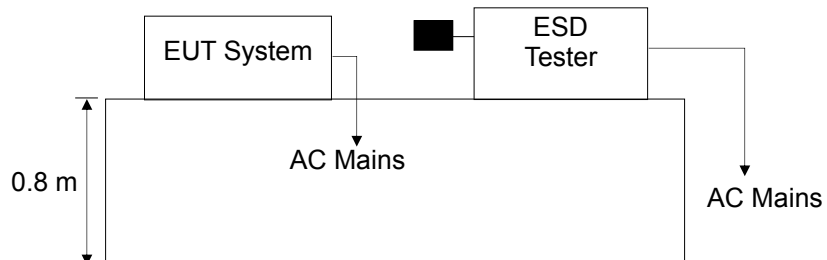 EUT System
ESD
Tester
AC Mains
0.8 m
AC Mains